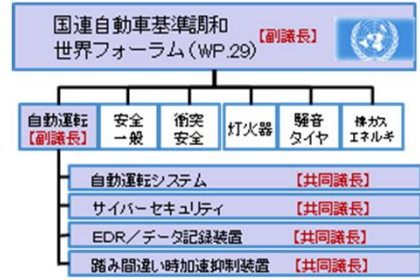 国連自動車基準調和
世界フォーラム(WP.29)
【副議長】
自動運転
【副議長】
安全
一般
衝突
安全
灯火器
騒音
タイヤ
排ガス
エネルギ
自動運転システム 【共同議長】
サイバーセキュリティ 【共同議長】
EDR/データ記録装置 【共同議長】
踏み間違い時加速抑制装置 【共同議長】